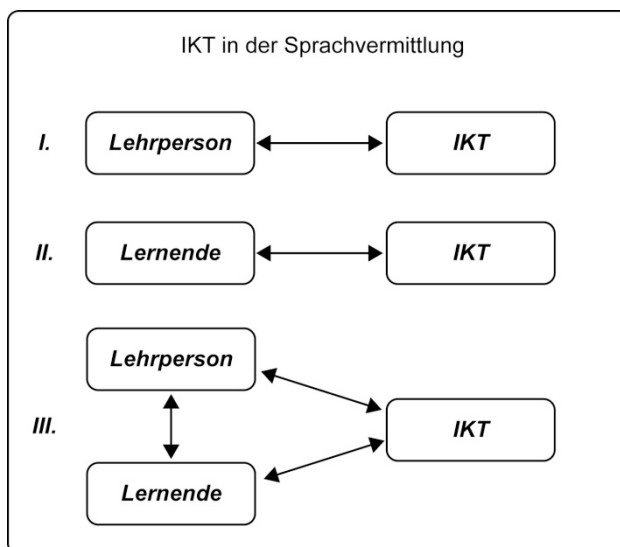 IKT in der Sprachvermittlung
I. Lehrperson IKT
II. Lernende IKT
Lehrperson
III. IKT
Lernende